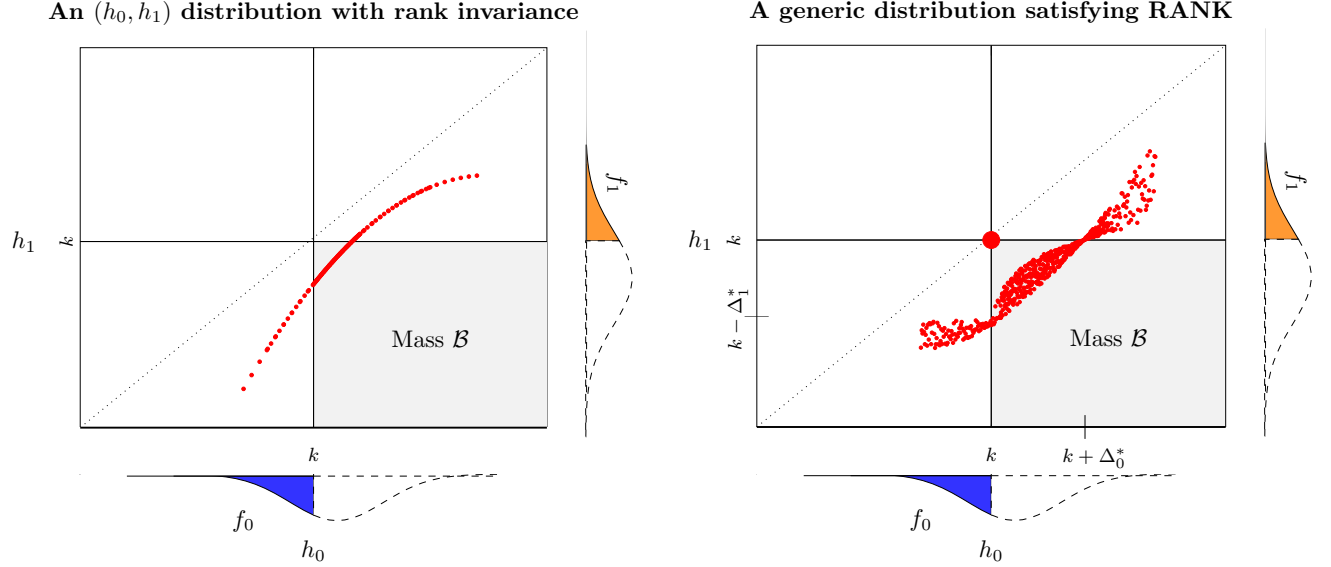 An (h₀, h₁) distribution with rank invariance
h₁
k
Mass ℬ
k
f₀
h₀
f₁
A generic distribution satisfying RANK
h₁
k
k − Δ₁*
Mass ℬ
k
k + Δ₀*
f₀
h₀
f₁